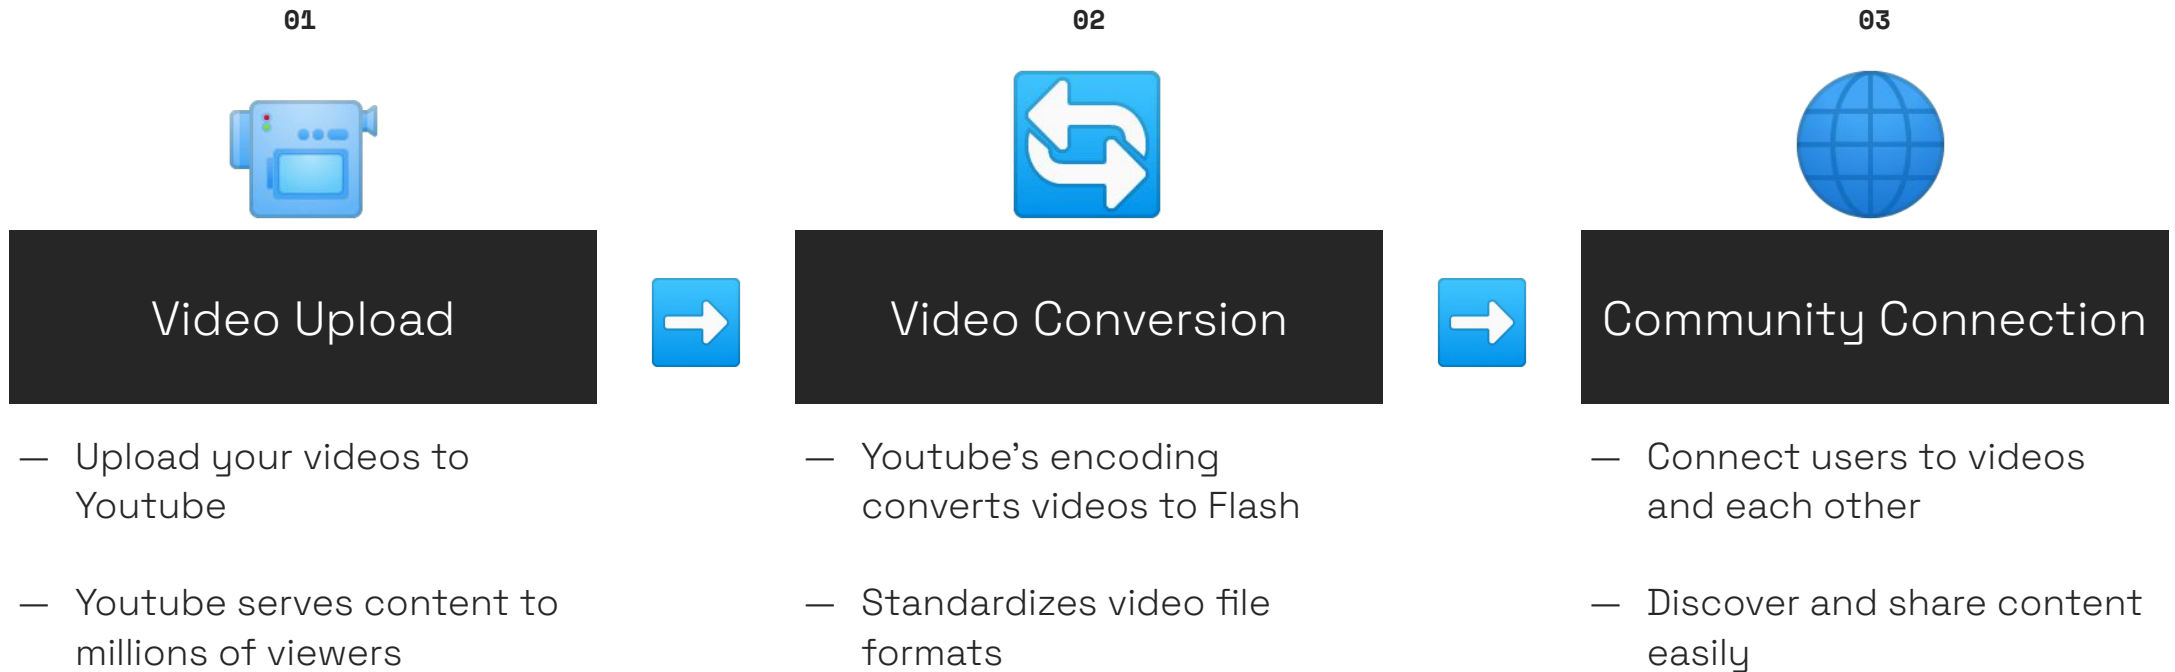 01
Video Upload
— Upload your videos to
Youtube
— Youtube serves content to
millions of viewers
02
Video Conversion
— Youtube’s encoding
converts videos to Flash
— Standardizes video file
formats
03
Community Connection
— Connect users to videos
and each other
— Discover and share content
easily